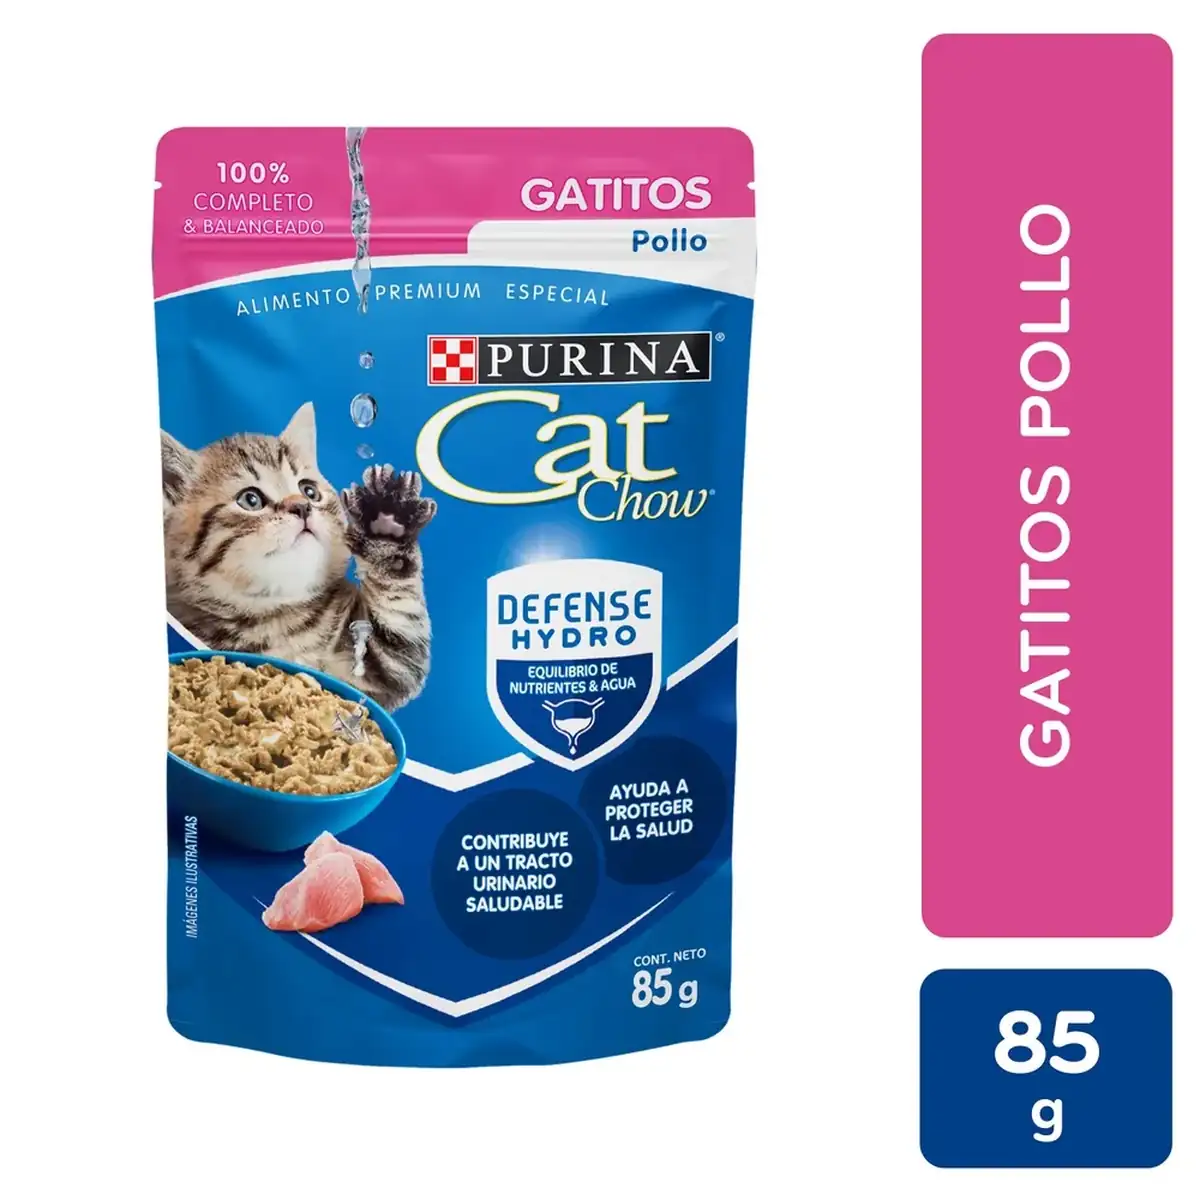 100%
COMPLETO
& BALANCEADO
GATITOS
Pollo
ALIMENTO PREMIUM ESPECIAL
PURINA®
Cat
Chow®
DEFENSE
HYDRO
EQUILIBRIO DE
NUTRIENTES & AGUA
AYUDA A
PROTEGER
LA SALUD
CONTRIBUYE
A UN TRACTO
URINARIO
SALUDABLE
IMÁGENES ILUSTRATIVAS
CONT. NETO
85 g
GATITOS POLLO
85
g